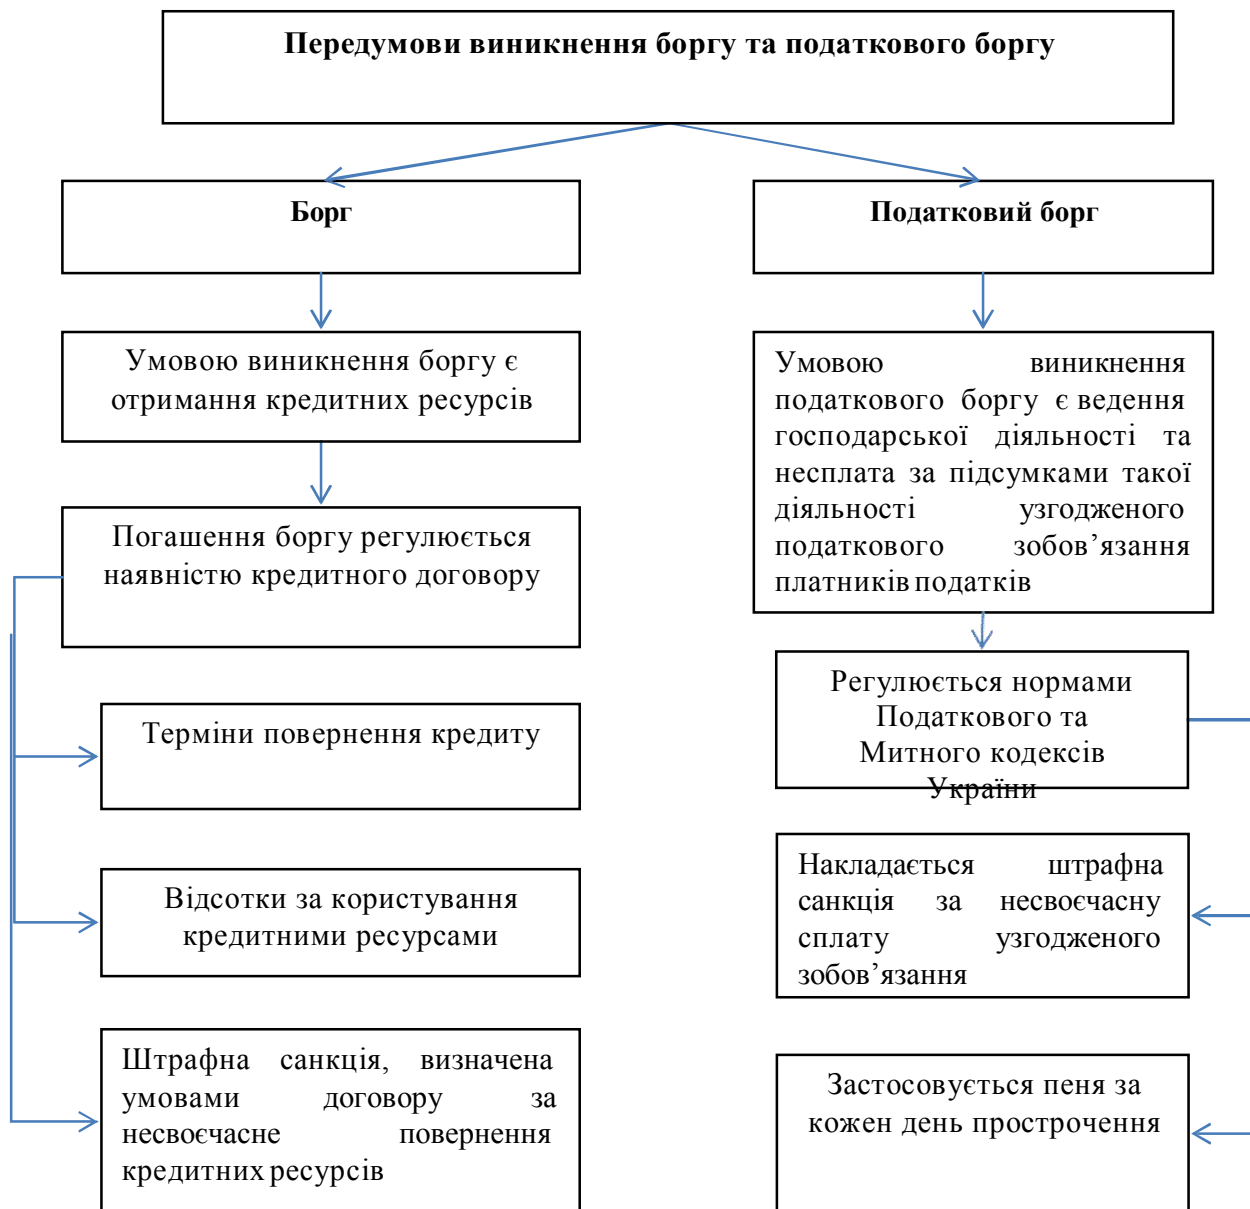 Передумови виникнення боргу та податкового боргу
Борг
Податковий борг
Умовою виникнення боргу є
отримання кредитних ресурсів
Умовою виникнення
податкового боргу є ведення
господарської діяльності та
несплата за підсумками такої
діяльності узгодженого
податкового зобов’язання
платників податків
Погашення боргу регулюється
наявністю кредитного договору
Регулюється нормами
Податкового та
Митного кодексів
України
Терміни повернення кредиту
Накладається штрафна
санкція за несвоєчасну
сплату узгодженого
зобов’язання
Відсотки за користування
кредитними ресурсами
Штрафна санкція, визначена
умовами договору за
несвоєчасне повернення
кредитних ресурсів
Застосовується пеня за
кожен день прострочення